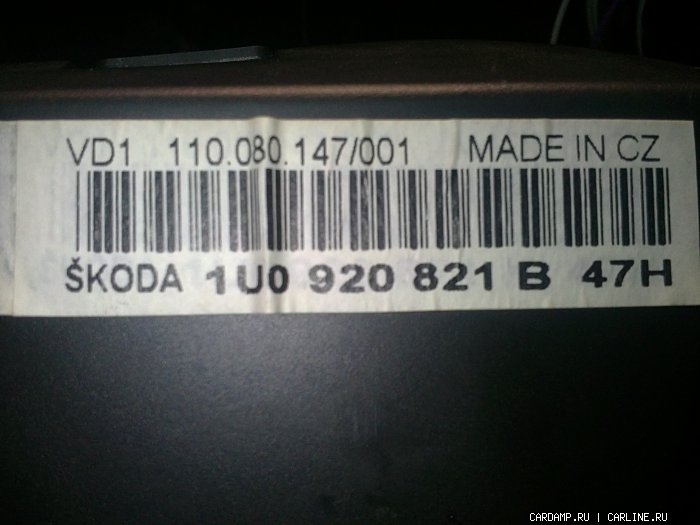 VD1 110.080.147/001 MADE IN CZ
ŠKODA 1U0 920 821 B 47H
CARDAMP.RU | CARLINE.RU